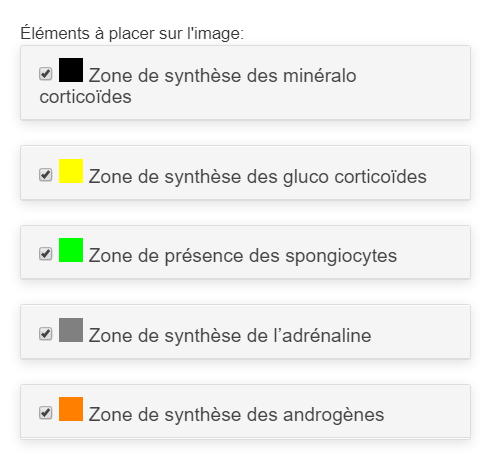 Éléments à placer sur l'image:
Zone de synthèse des minéralo
corticoïdes
Zone de synthèse des gluco corticoïdes
Zone de présence des spongiocytes
Zone de synthèse de l’adrénaline
Zone de synthèse des androgènes